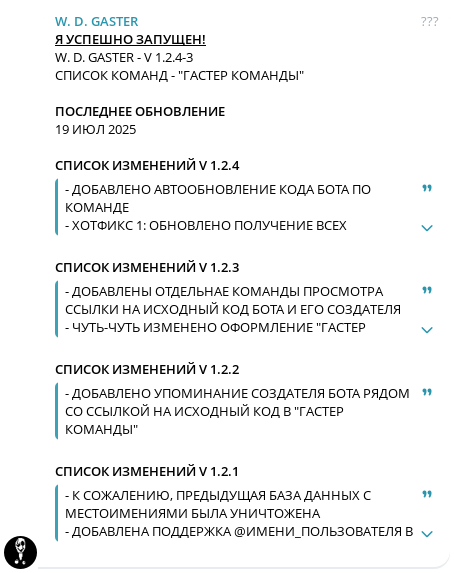 W. D. GASTER ???
Я УСПЕШНО ЗАПУЩЕН!
W. D. GASTER - V 1.2.4-3
СПИСОК КОМАНД - "ГАСТЕР КОМАНДЫ"
ПОСЛЕДНЕЕ ОБНОВЛЕНИЕ
19 ИЮЛ 2025
СПИСОК ИЗМЕНЕНИЙ V 1.2.4
- ДОБАВЛЕНО АВТООБНОВЛЕНИЕ КОДА БОТА ПО
КОМАНДЕ
- ХОТФИКС 1: ОБНОВЛЕНО ПОЛУЧЕНИЕ ВСЕХ
СПИСОК ИЗМЕНЕНИЙ V 1.2.3
- ДОБАВЛЕНЫ ОТДЕЛЬНАЕ КОМАНДЫ ПРОСМОТРА
ССЫЛКИ НА ИСХОДНЫЙ КОД БОТА И ЕГО СОЗДАТЕЛЯ
- ЧУТЬ-ЧУТЬ ИЗМЕНЕНО ОФОРМЛЕНИЕ "ГАСТЕР
СПИСОК ИЗМЕНЕНИЙ V 1.2.2
- ДОБАВЛЕНО УПОМИНАНИЕ СОЗДАТЕЛЯ БОТА РЯДОМ
СО ССЫЛКОЙ НА ИСХОДНЫЙ КОД В "ГАСТЕР
КОМАНДЫ"
СПИСОК ИЗМЕНЕНИЙ V 1.2.1
- К СОЖАЛЕНИЮ, ПРЕДЫДУЩАЯ БАЗА ДАННЫХ С
МЕСТОИМЕНИЯМИ БЫЛА УНИЧТОЖЕНА
- ДОБАВЛЕНА ПОДДЕРЖКА @ИМЕНИ_ПОЛЬЗОВАТЕЛЯ В